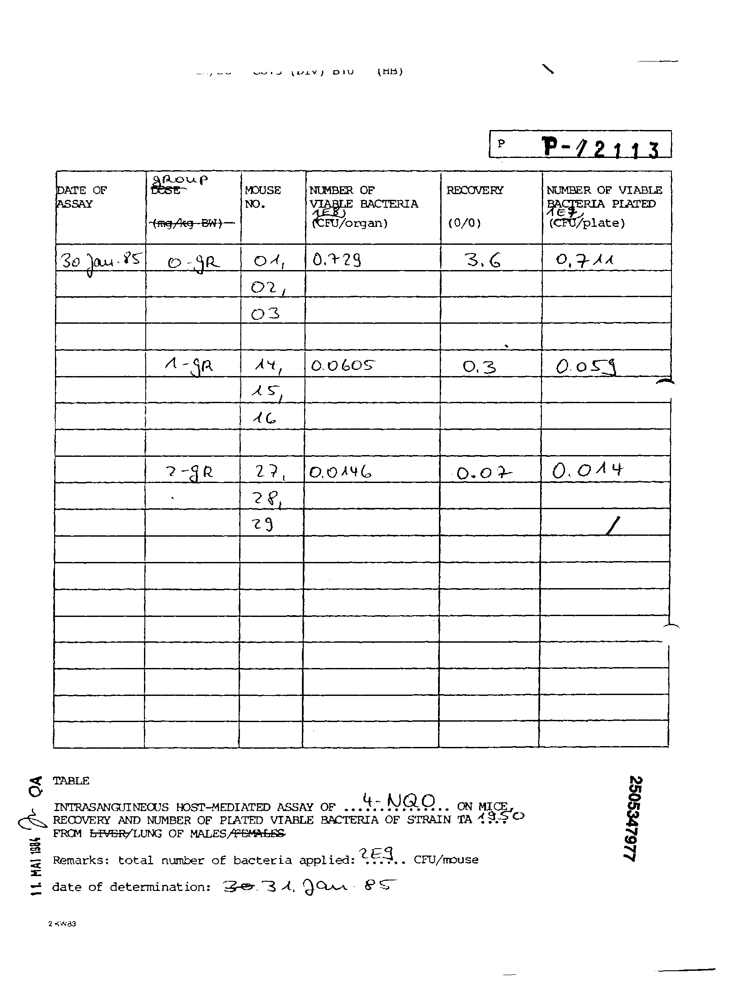 (HB)
P P-12113
DATE OF ASSAY group DOSE (mg/kg BW) MOUSE NO. NUMBER OF VIABLE BACTERIA 1E8) (CFU/organ) RECOVERY (0/0) NUMBER OF VIABLE BACTERIA PLATED 1E7) (CFU/plate)
30 Jan. 85 0-gR 01, 0.729 3.6 0.711
02,
03
1-gR 14, 0.0605 0.3 0.059
15,
16
2-gR 27, 0.0146 0.07 0.014
28,
29
TABLE
INTRASANGUINEOUS HOST-MEDIATED ASSAY OF ...4-NQO... ON MICE,
RECOVERY AND NUMBER OF PLATED VIABLE BACTERIA OF STRAIN TA 1950
FROM LIVER/LUNG OF MALES/FEMALES
Remarks: total number of bacteria applied: 2E9 CFU/mouse
date of determination: 30. 31. Jan. 85
11. MAI 1984 QA
2505347977